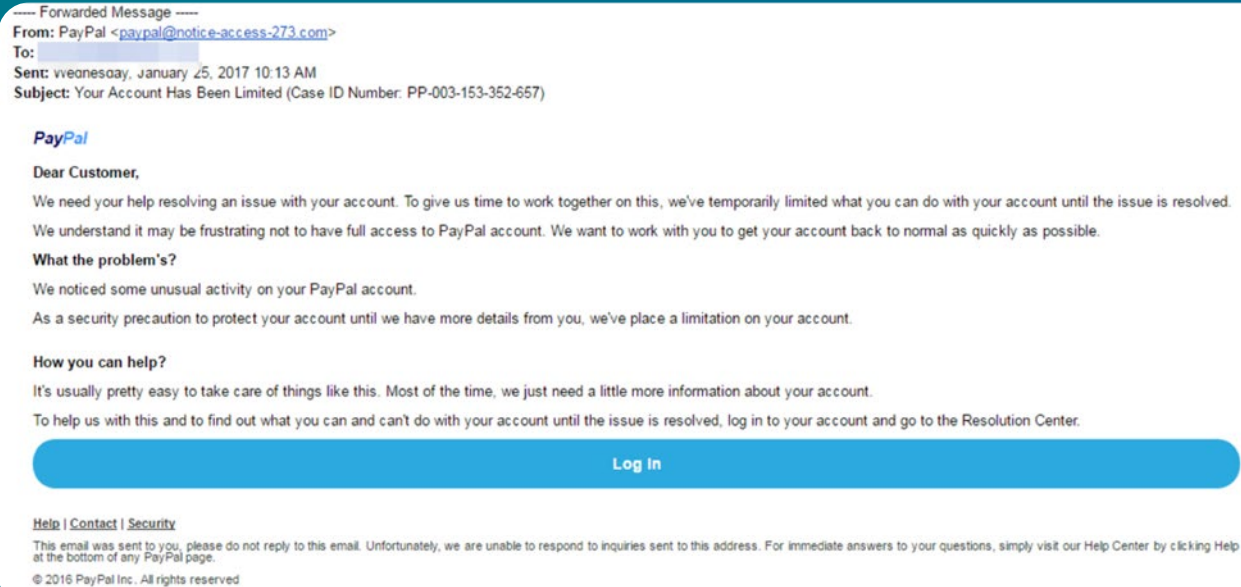 ----- Forwarded Message -----
From: PayPal <paypal@notice-access-273.com>
To:
Sent: Wednesday, January 25, 2017 10:13 AM
Subject: Your Account Has Been Limited (Case ID Number: PP-003-153-352-657)
PayPal
Dear Customer,
We need your help resolving an issue with your account. To give us time to work together on this, we've temporarily limited what you can do with your account until the issue is resolved.
We understand it may be frustrating not to have full access to PayPal account. We want to work with you to get your account back to normal as quickly as possible.
What the problem's?
We noticed some unusual activity on your PayPal account.
As a security precaution to protect your account until we have more details from you, we've place a limitation on your account.
How you can help?
It's usually pretty easy to take care of things like this. Most of the time, we just need a little more information about your account.
To help us with this and to find out what you can and can't do with your account until the issue is resolved, log in to your account and go to the Resolution Center.
Log In
Help | Contact | Security
This email was sent to you, please do not reply to this email. Unfortunately, we are unable to respond to inquiries sent to this address. For immediate answers to your questions, simply visit our Help Center by clicking Help
at the bottom of any PayPal page.
© 2016 PayPal Inc. All rights reserved